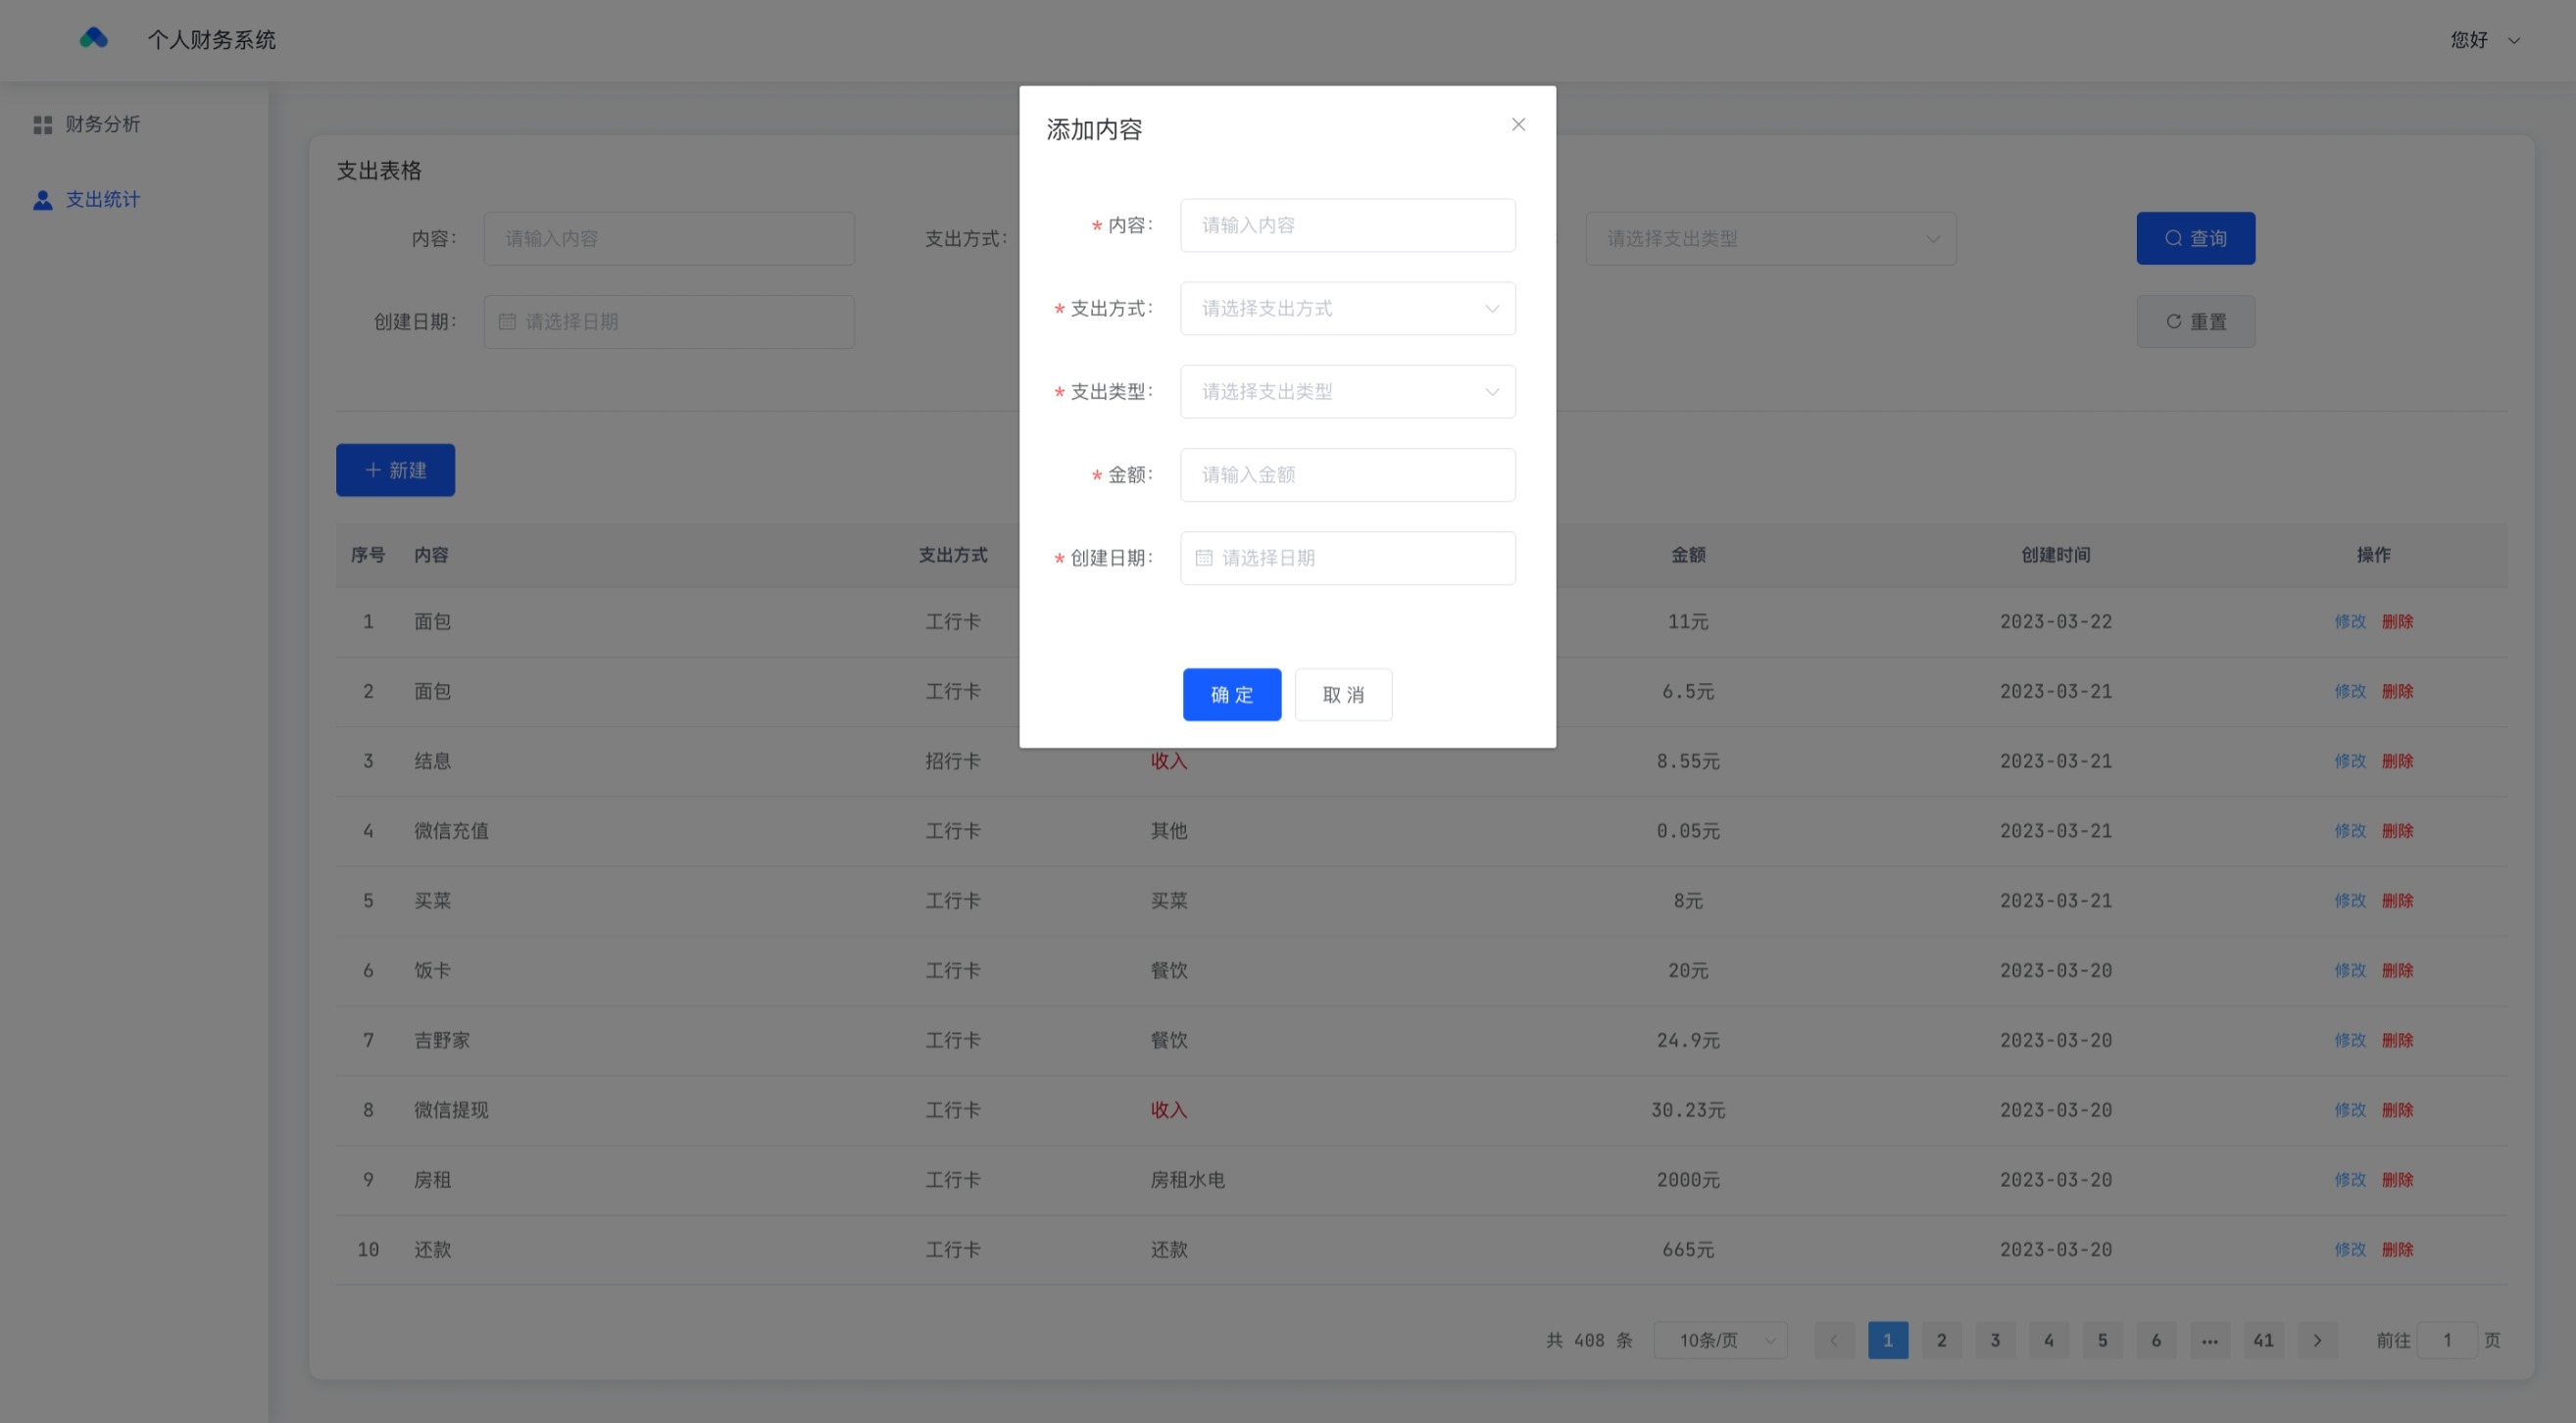 个人财务系统
您好
财务分析
支出统计
支出表格
内容:
请输入内容
支出方式:
请选择支出类型
查询
创建日期:
请选择日期
重置
新建
添加内容
* 内容:
请输入内容
* 支出方式:
请选择支出方式
* 支出类型:
请选择支出类型
* 金额:
请输入金额
* 创建日期:
请选择日期
确 定
取 消
序号 内容 支出方式 金额 创建时间 操作
1 面包 工行卡 11元 2023-03-22 修改 删除
2 面包 工行卡 6.5元 2023-03-21 修改 删除
3 结息 招行卡 收入 8.55元 2023-03-21 修改 删除
4 微信充值 工行卡 其他 0.05元 2023-03-21 修改 删除
5 买菜 工行卡 买菜 8元 2023-03-21 修改 删除
6 饭卡 工行卡 餐饮 20元 2023-03-20 修改 删除
7 吉野家 工行卡 餐饮 24.9元 2023-03-20 修改 删除
8 微信提现 工行卡 收入 30.23元 2023-03-20 修改 删除
9 房租 工行卡 房租水电 2000元 2023-03-20 修改 删除
10 还款 工行卡 还款 665元 2023-03-20 修改 删除
共 408 条 10条/页 1 2 3 4 5 6 ... 41 前往 1 页